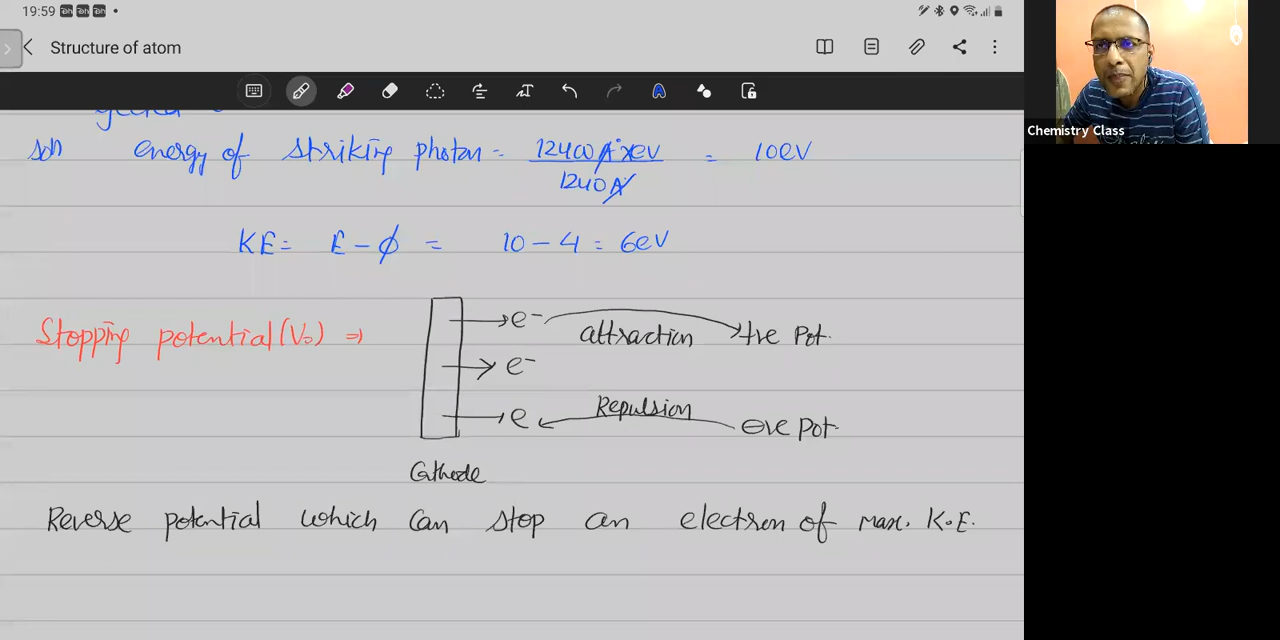 19:59
Structure of atom
Chemistry Class
soln energy of striking photon = 12400 A° x eV / 1240 A° = 10 eV
KE = E - ϕ = 10 - 4 = 6 eV
Stopping potential (V₀) ⇒
e⁻ attraction +ve Pot.
e⁻
e Repulsion ⊖ve Pot.
Cathode
Reverse potential which can stop an electron of max. K.E.